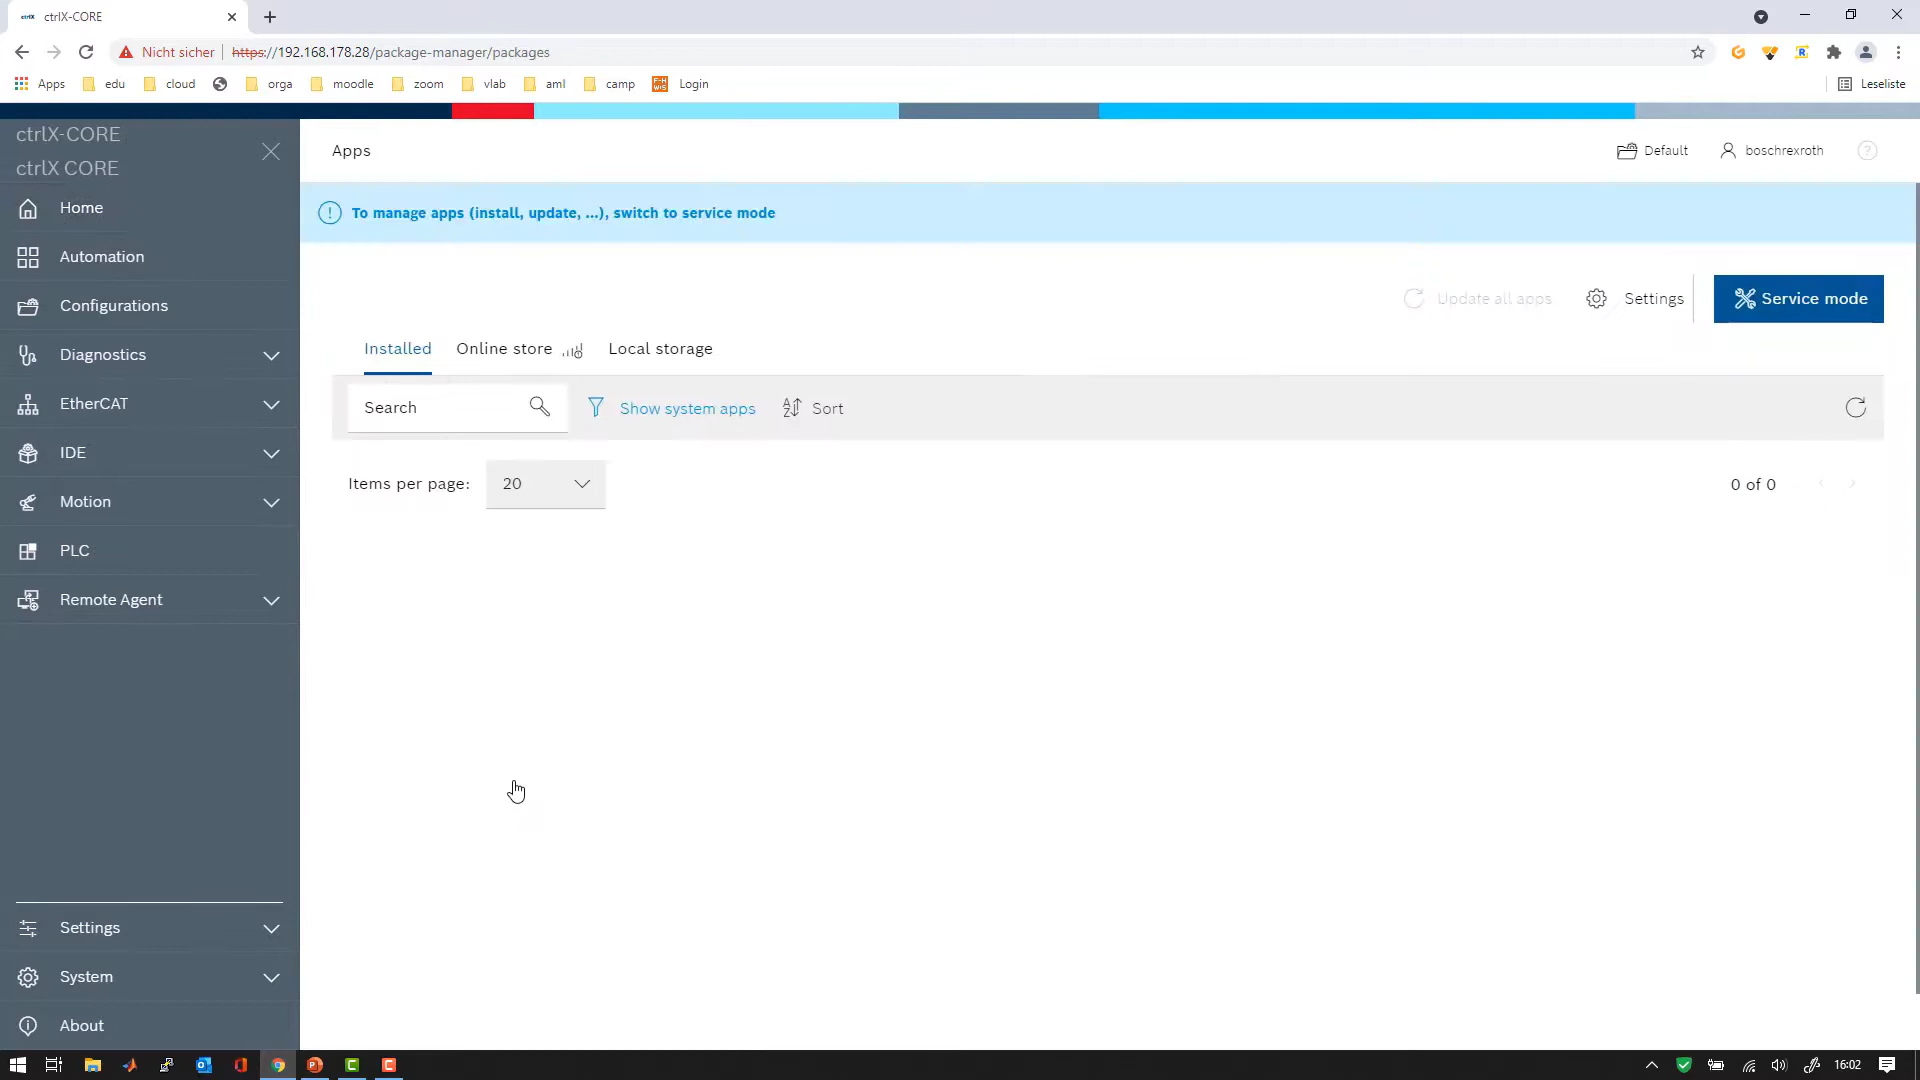 ctrlX-CORE
Nicht sicher
https://192.168.178.28/package-manager/packages
Apps
edu
cloud
orga
moodle
zoom
vlab
aml
camp
Login
Leseliste
ctrlX-CORE
ctrlX CORE
Apps
Default
boschrexroth
Home
To manage apps (install, update, ...), switch to service mode
Automation
Configurations
Update all apps
Settings
Service mode
Diagnostics
Installed
Online store
Local storage
EtherCAT
Search
Show system apps
Sort
IDE
Items per page:
20
0 of 0
Motion
PLC
Remote Agent
Settings
System
About
16:02